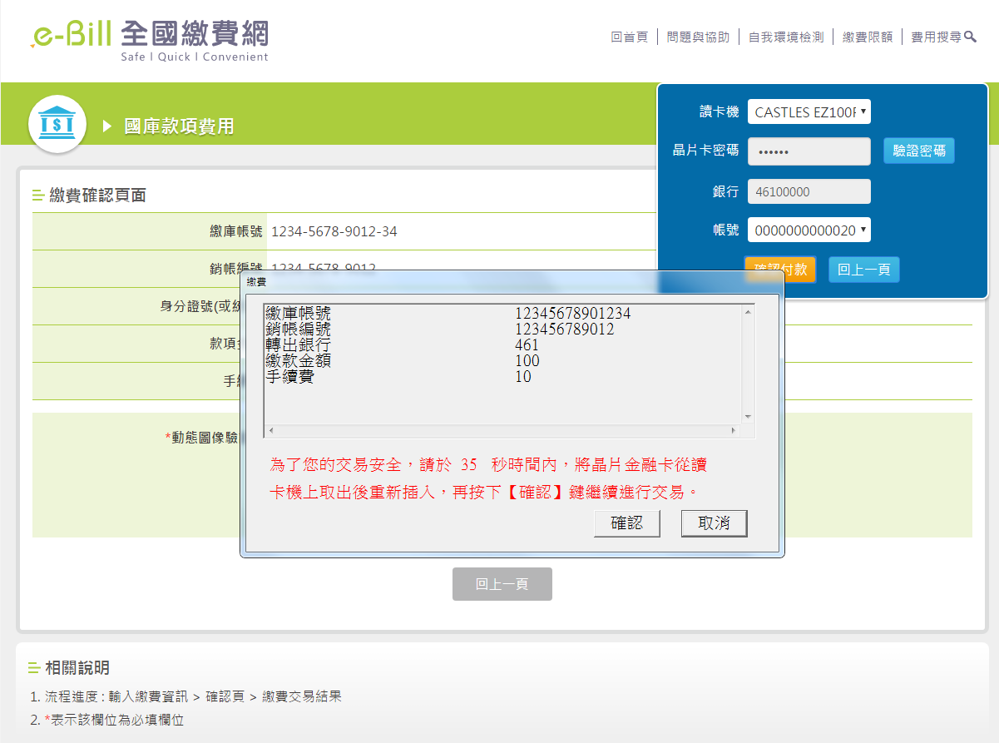 e-Bill 全國繳費網
Safe | Quick | Convenient
回首頁 | 問題與協助 | 自我環境檢測 | 繳費限額 | 費用搜尋
國庫款項費用
讀卡機 CASTLES EZ100
晶片卡密碼 •••••• 驗證密碼
銀行 46100000
帳號 0000000000020
確認付款 回上一頁
繳費確認頁面
繳庫帳號 1234-5678-9012-34
銷帳編號 1234-5678-9012
身分證號(或統
款項金
手續
*動態圖像驗
繳費
繳庫帳號 12345678901234
銷帳編號 123456789012
轉出銀行 461
繳款金額 100
手續費 10
為了您的交易安全，請於 35 秒時間內，將晶片金融卡從讀
卡機上取出後重新插入，再按下【確認】鍵繼續進行交易。
確認 取消
回上一頁
相關說明
1. 流程進度 : 輸入繳費資訊 > 確認頁 > 繳費交易結果
2. *表示該欄位為必填欄位